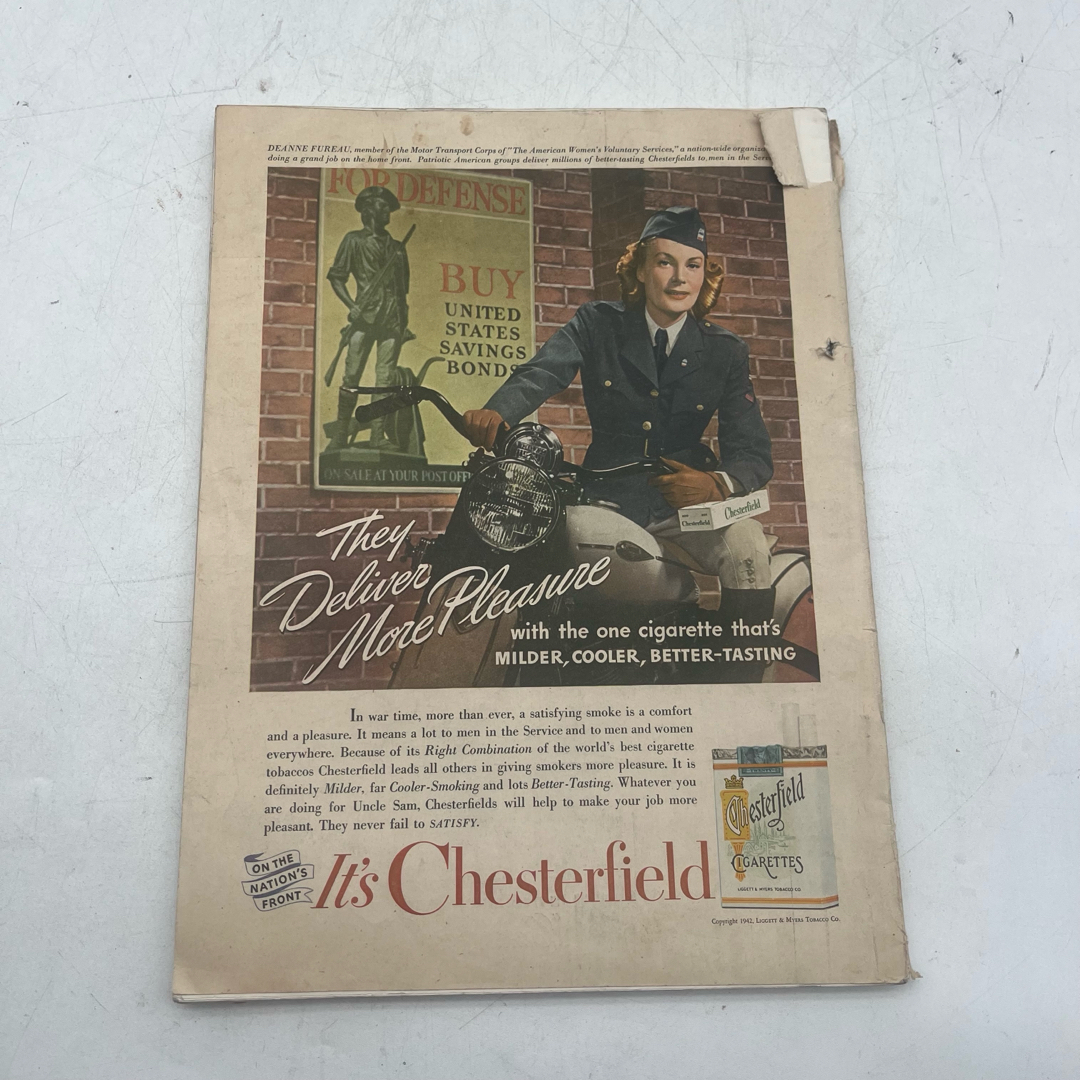 DEANNE FUREAU, member of the Motor Transport Corps of "The American Women's Voluntary Services," a nation-wide
doing a grand job on the home front. Patriotic American groups deliver millions of better-tasting Chesterfields to men in the
FOR DEFENSE
BUY
UNITED
STATES
SAVINGS
BONDS
ON SALE AT YOUR POST
Chesterfield
Chesterfield
They
Deliver
More Pleasure
with the one cigarette that's
MILDER, COOLER, BETTER-TASTING
In war time, more than ever, a satisfying smoke is a comfort
and a pleasure. It means a lot to men in the Service and to men and women
everywhere. Because of its Right Combination of the world's best cigarette
tobaccos Chesterfield leads all others in giving smokers more pleasure. It is
definitely Milder, far Cooler-Smoking and lots Better-Tasting. Whatever you
are doing for Uncle Sam, Chesterfields will help to make your job more
pleasant. They never fail to SATISFY.
Chesterfield
CIGARETTES
LIGGETT & MYERS TOBACCO CO.
ON THE
NATION'S
FRONT
It's Chesterfield
Copyright 1942, LIGGETT & MYERS TOBACCO CO.